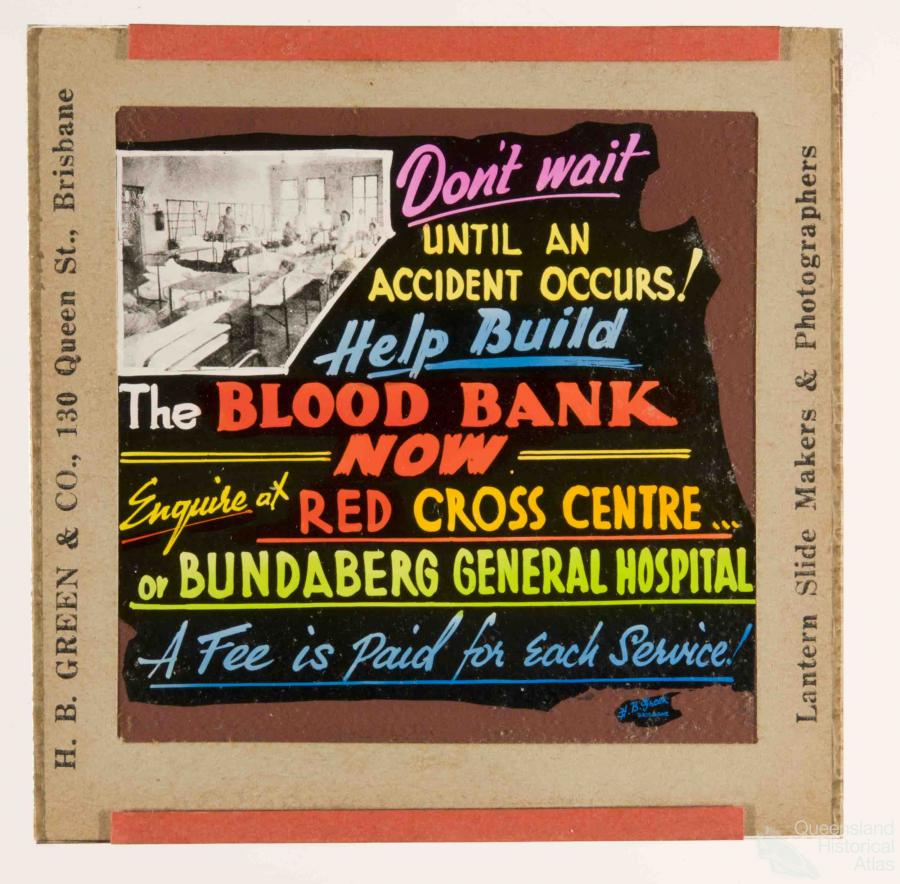 H. B. GREEN & CO., 130 Queen St., Brisbane
Don't wait
UNTIL AN
ACCIDENT OCCURS!
Help Build
The BLOOD BANK
NOW
Enquire at RED CROSS CENTRE...
or BUNDABERG GENERAL HOSPITAL
A Fee is Paid for each Service!
H. B. Green
BRISBANE
Lantern Slide Makers & Photographers
Queensland
Historical
Atlas